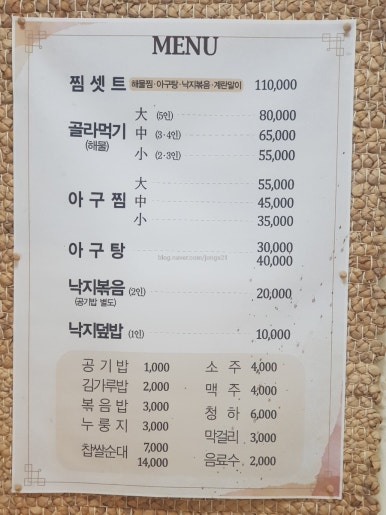 MENU
찜 셋 트 해물찜·아구탕·낙지볶음·계란말이 110,000
大 (5인) 80,000
골라먹기 中 (3·4인) 65,000
(해물)
小 (2·3인) 55,000
大 55,000
아 구 찜 中 45,000
小 35,000
아 구 탕 30,000
40,000
낙지볶음 (2인) 20,000
(공기밥 별도)
낙지덮밥 (1인) 10,000
공 기 밥 1,000 소 주 4,000
김가루밥 2,000 맥 주 4,000
볶 음 밥 3,000 청 하 6,000
누 룽 지 3,000 막걸리 3,000
찹쌀순대 7,000
14,000 음료수 2,000